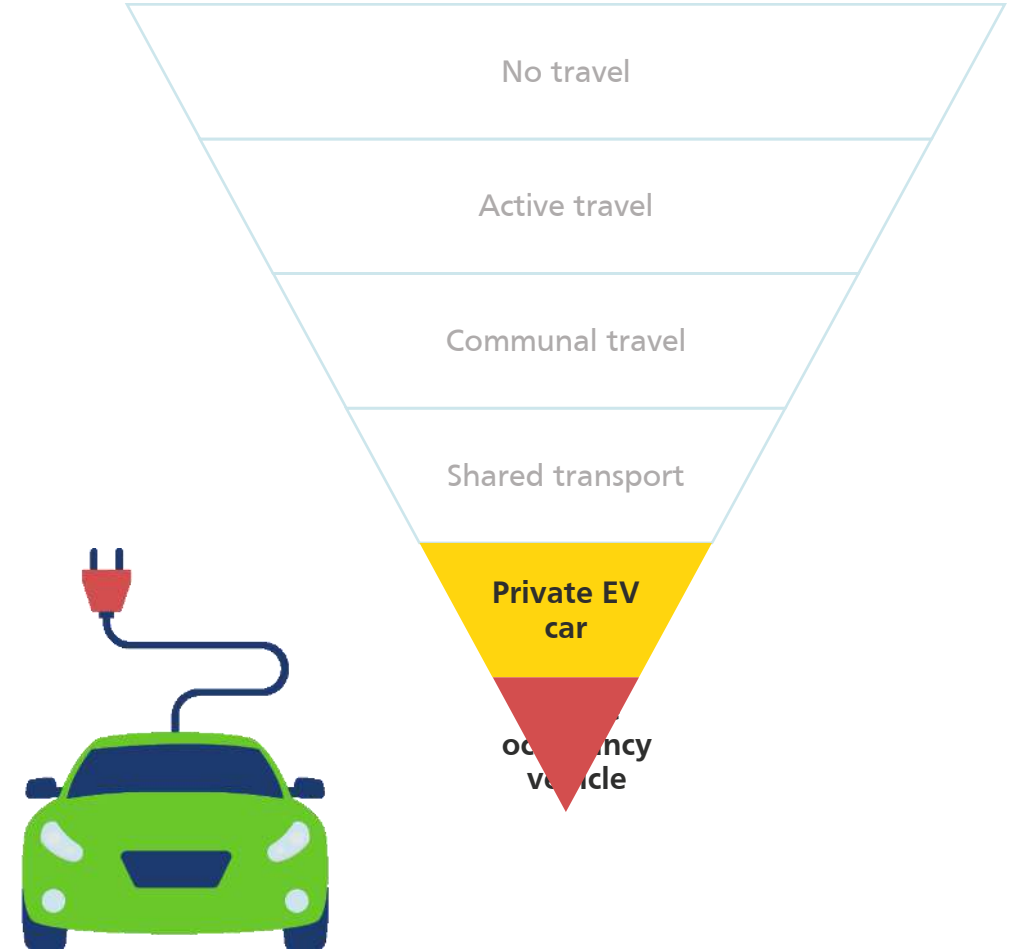 No travel
Active travel
Communal travel
Shared transport
Private EV
car